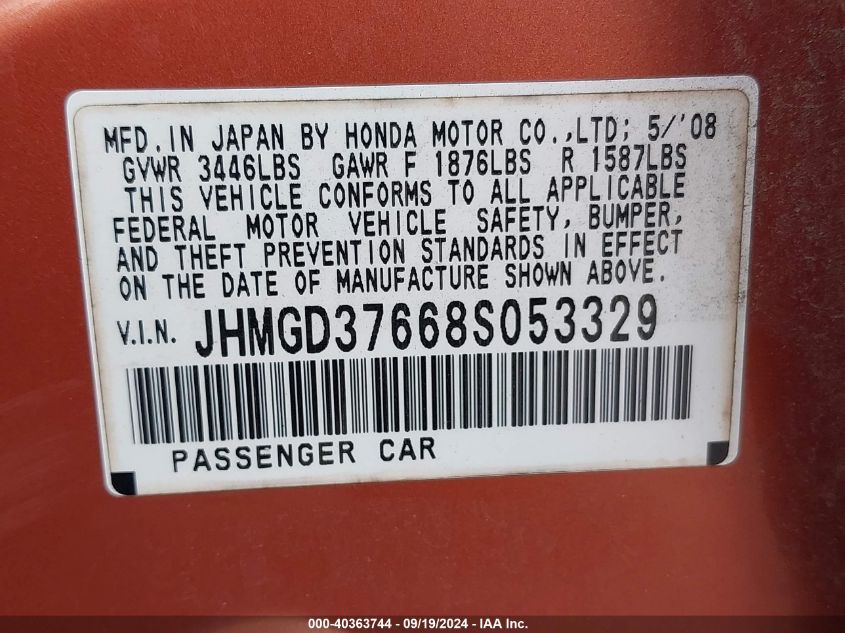 MFD.IN JAPAN BY HONDA MOTOR CO.,LTD; 5/'08
GVWR 3446LBS GAWR F 1876LBS R 1587LBS
THIS VEHICLE CONFORMS TO ALL APPLICABLE
FEDERAL MOTOR VEHICLE SAFETY, BUMPER,
AND THEFT PREVENTION STANDARDS IN EFFECT
ON THE DATE OF MANUFACTURE SHOWN ABOVE.
V.I.N. JHMGD37668S053329
PASSENGER CAR
000-40363744 - 09/19/2024 - IAA Inc.